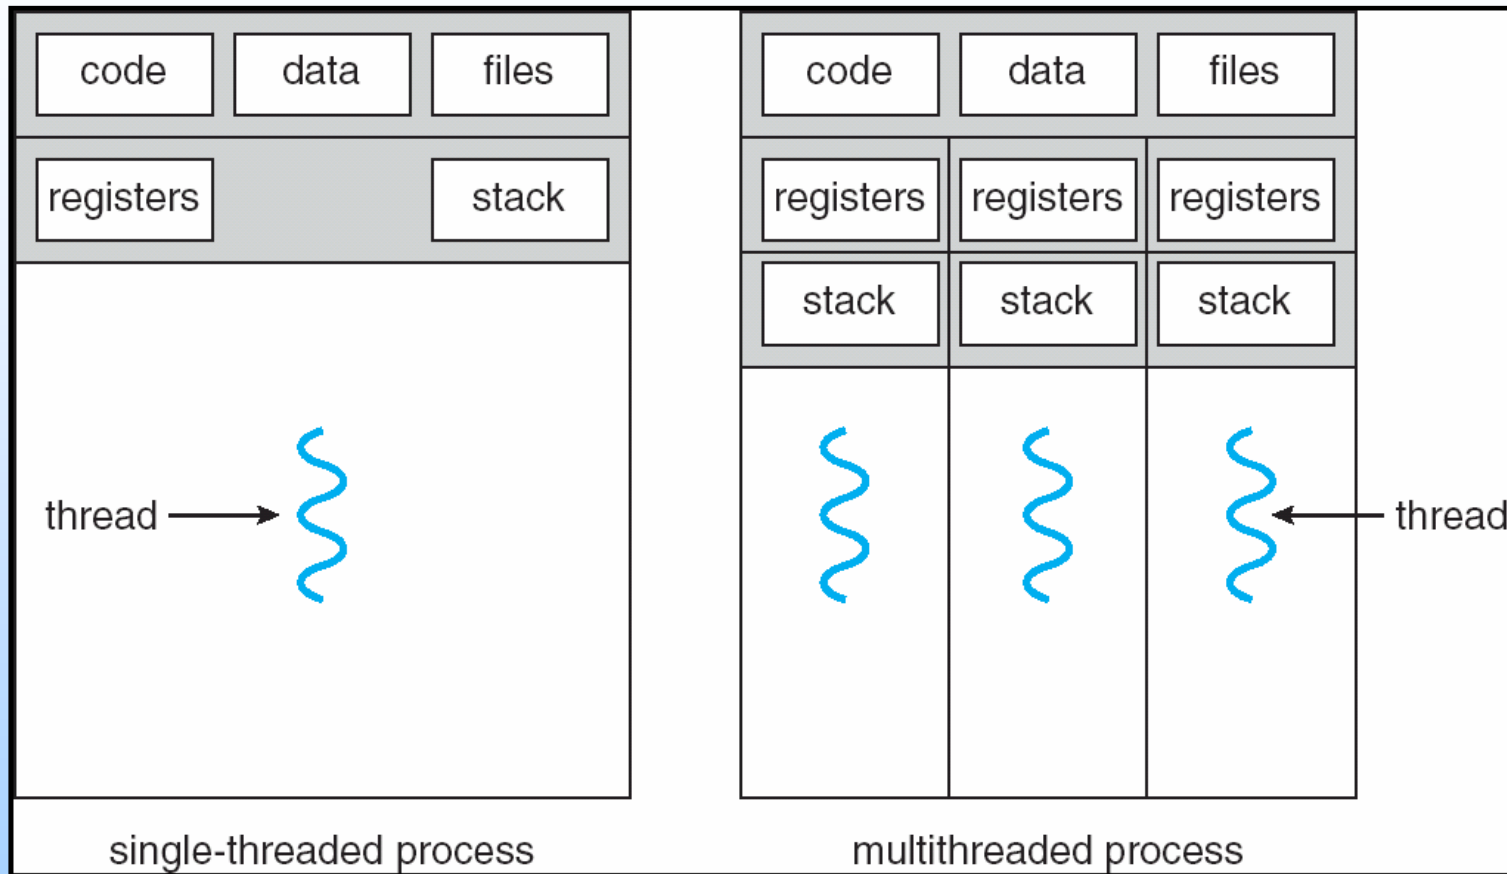 code data files
registers stack
thread
single-threaded process
code data files
registers registers registers
stack stack stack
thread
multithreaded process